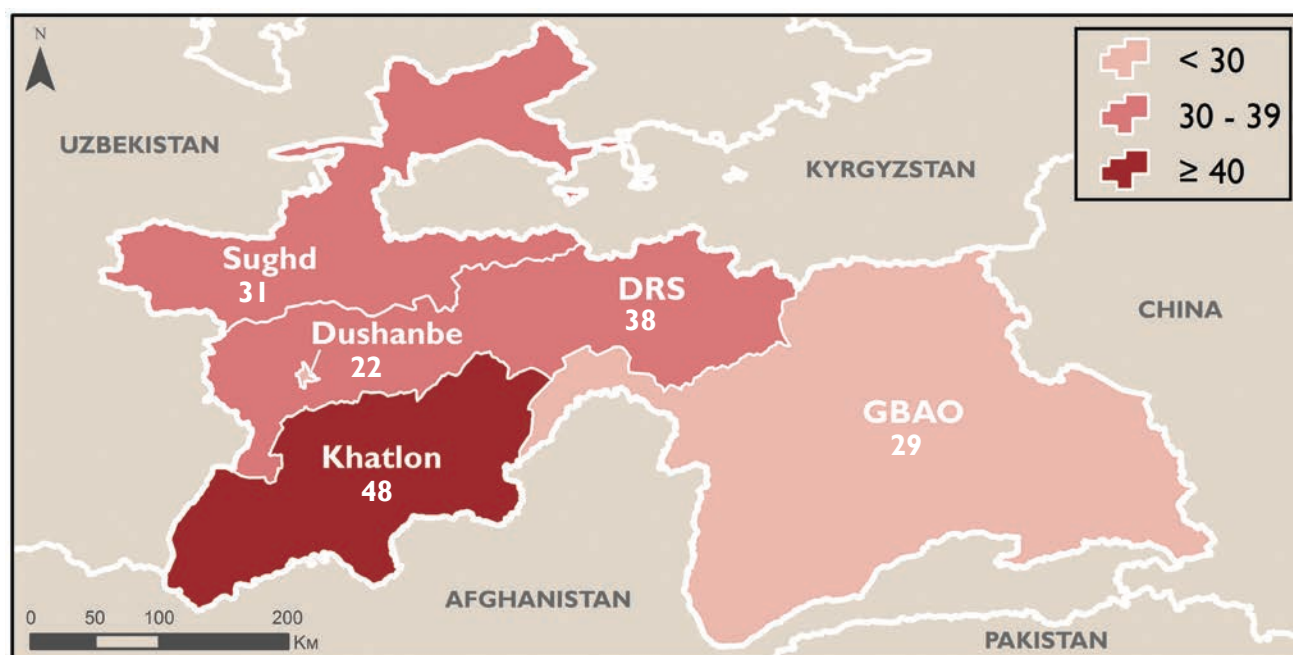 N
< 30
30 - 39
≥ 40
UZBEKISTAN
KYRGYZSTAN
Sughd
31
DRS
38
CHINA
Dushanbe
22
GBAO
29
Khatlon
48
AFGHANISTAN
0 50 100 200
KM
PAKISTAN